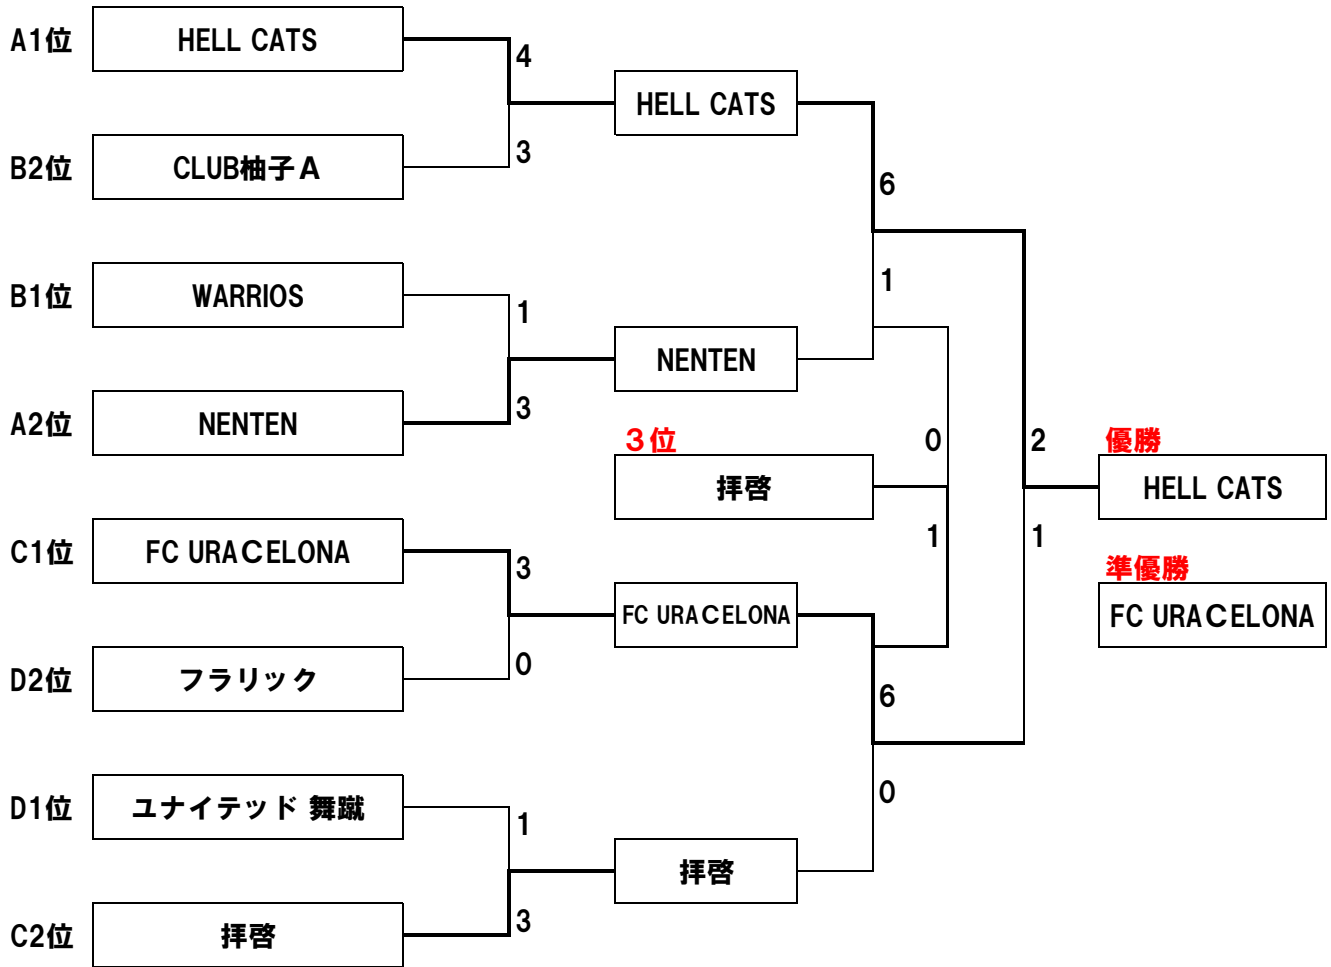 A1位 HELL CATS
4
HELL CATS
B2位 CLUB柚子A
3
6
B1位 WARRIOS
1
1
NENTEN
A2位 NENTEN
3
3位
拝啓
0
1
2
1
優勝
HELL CATS
準優勝
FC URACELONA
C1位 FC URACELONA
3
FC URACELONA
D2位 フラリック
0
6
D1位 ユナイテッド 舞蹴
1
0
拝啓
C2位 拝啓
3